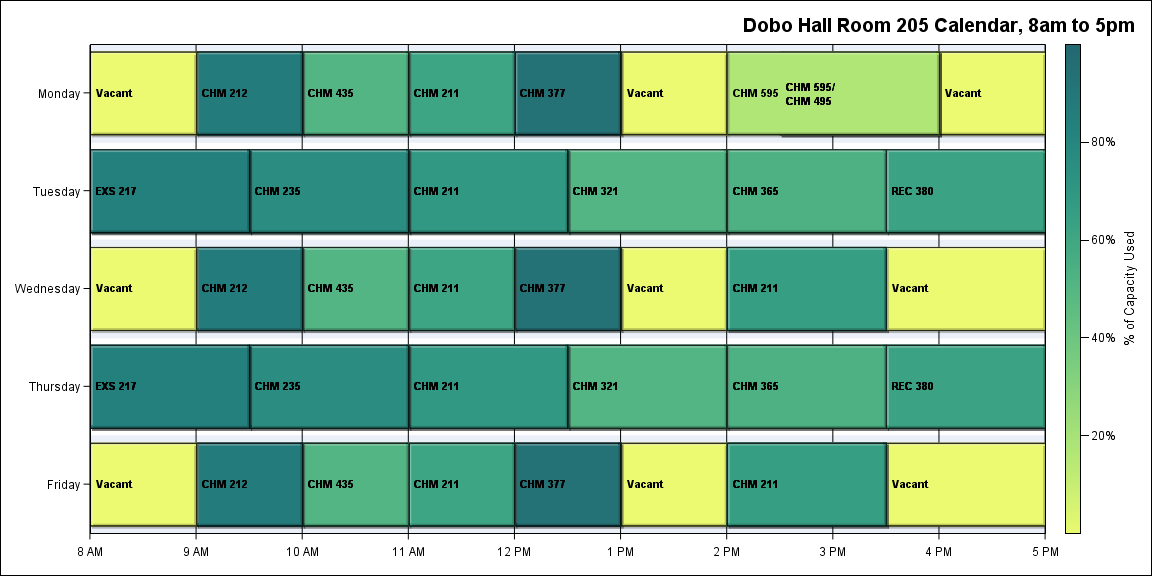 Dobo Hall Room 205 Calendar, 8am to 5pm
Monday
Vacant
CHM 212
CHM 435
CHM 211
CHM 377
Vacant
CHM 595
CHM 595/
CHM 495
Vacant
Tuesday
EXS 217
CHM 235
CHM 211
CHM 321
CHM 365
REC 380
Wednesday
Vacant
CHM 212
CHM 435
CHM 211
CHM 377
Vacant
CHM 211
Vacant
Thursday
EXS 217
CHM 235
CHM 211
CHM 321
CHM 365
REC 380
Friday
Vacant
CHM 212
CHM 435
CHM 211
CHM 377
Vacant
CHM 211
Vacant
8 AM
9 AM
10 AM
11 AM
12 PM
1 PM
2 PM
3 PM
4 PM
5 PM
80%
60%
40%
20%
% of Capacity Used